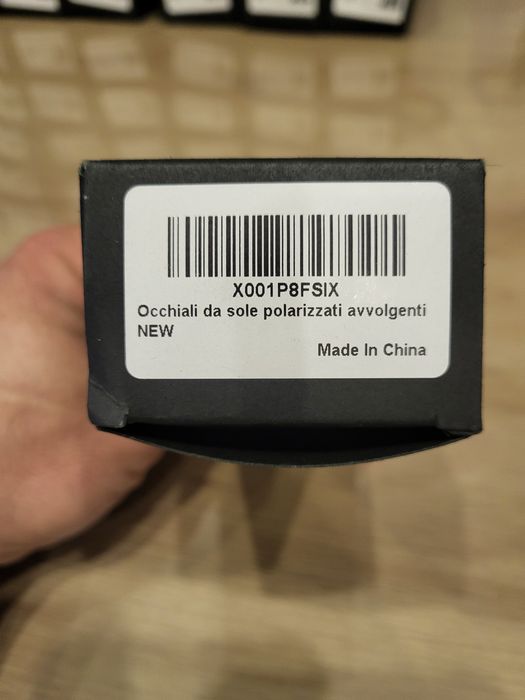 X001P8FSIX
Occhiali da sole polarizzati avvolgenti
NEW
Made In China